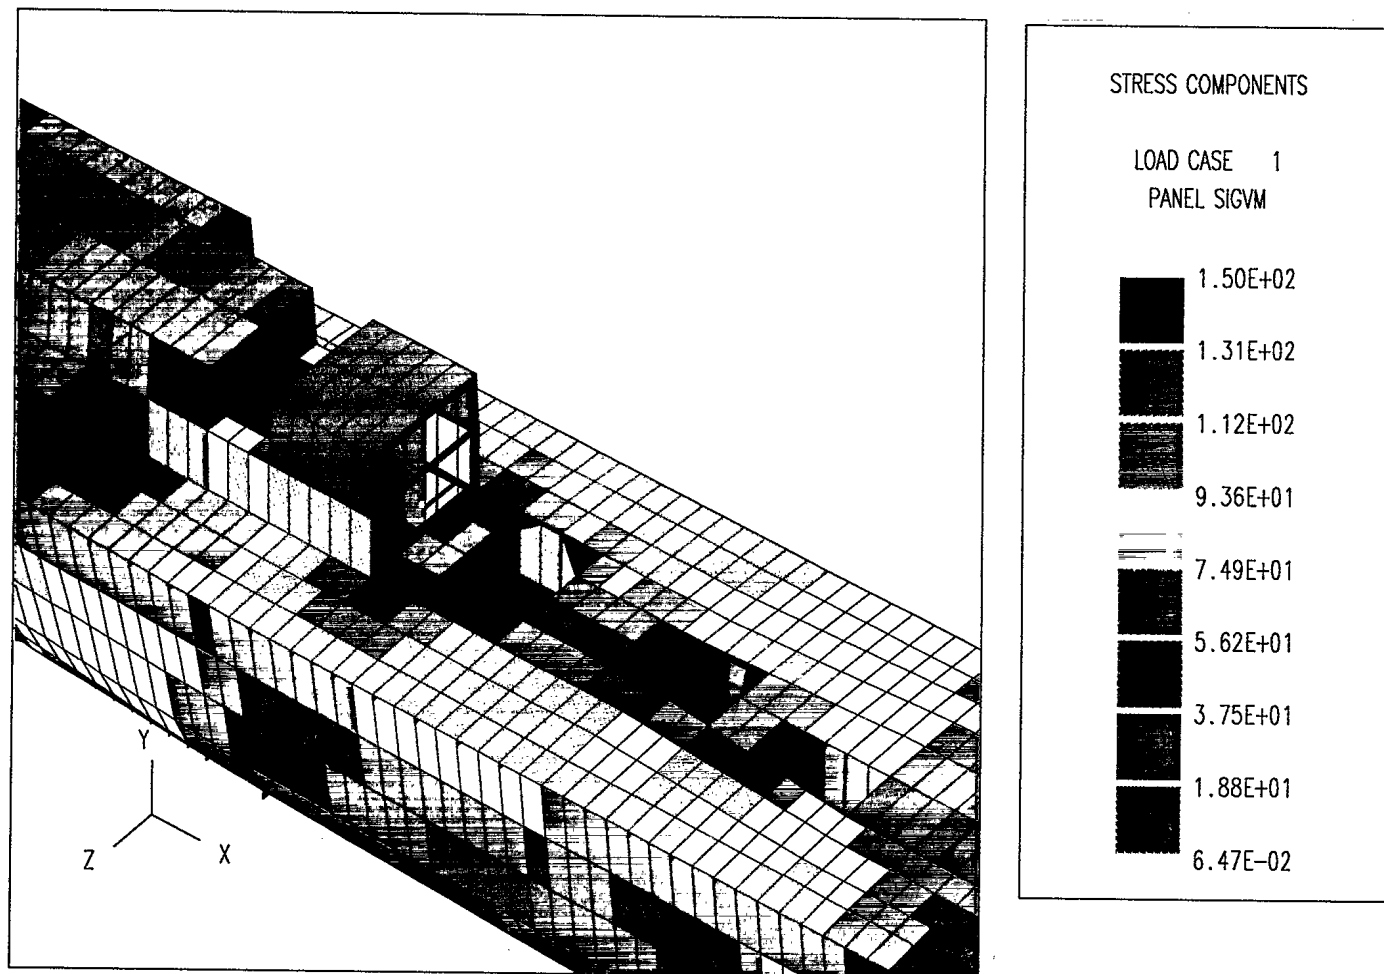 STRESS COMPONENTS
LOAD CASE 1
PANEL SIGVM
1.50E+02
1.31E+02
1.12E+02
9.36E+01
7.49E+01
5.62E+01
3.75E+01
1.88E+01
6.47E-02
Y
Z
X